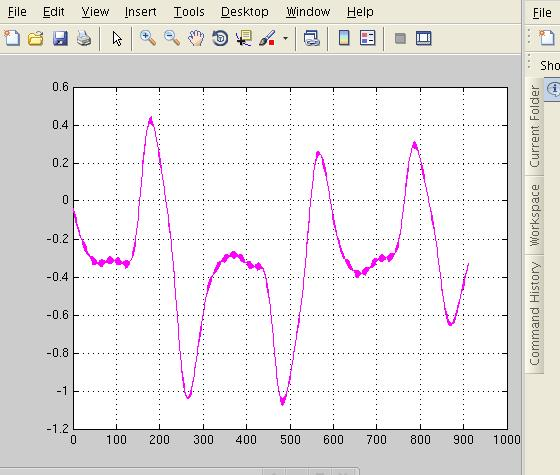 File Edit View Insert Tools Desktop Window Help
File
Sho
0.6
0.4
0.2
0
-0.2
-0.4
-0.6
-0.8
-1
-1.2
0 100 200 300 400 500 600 700 800 900 1000
Current Folder
Workspace
Command History